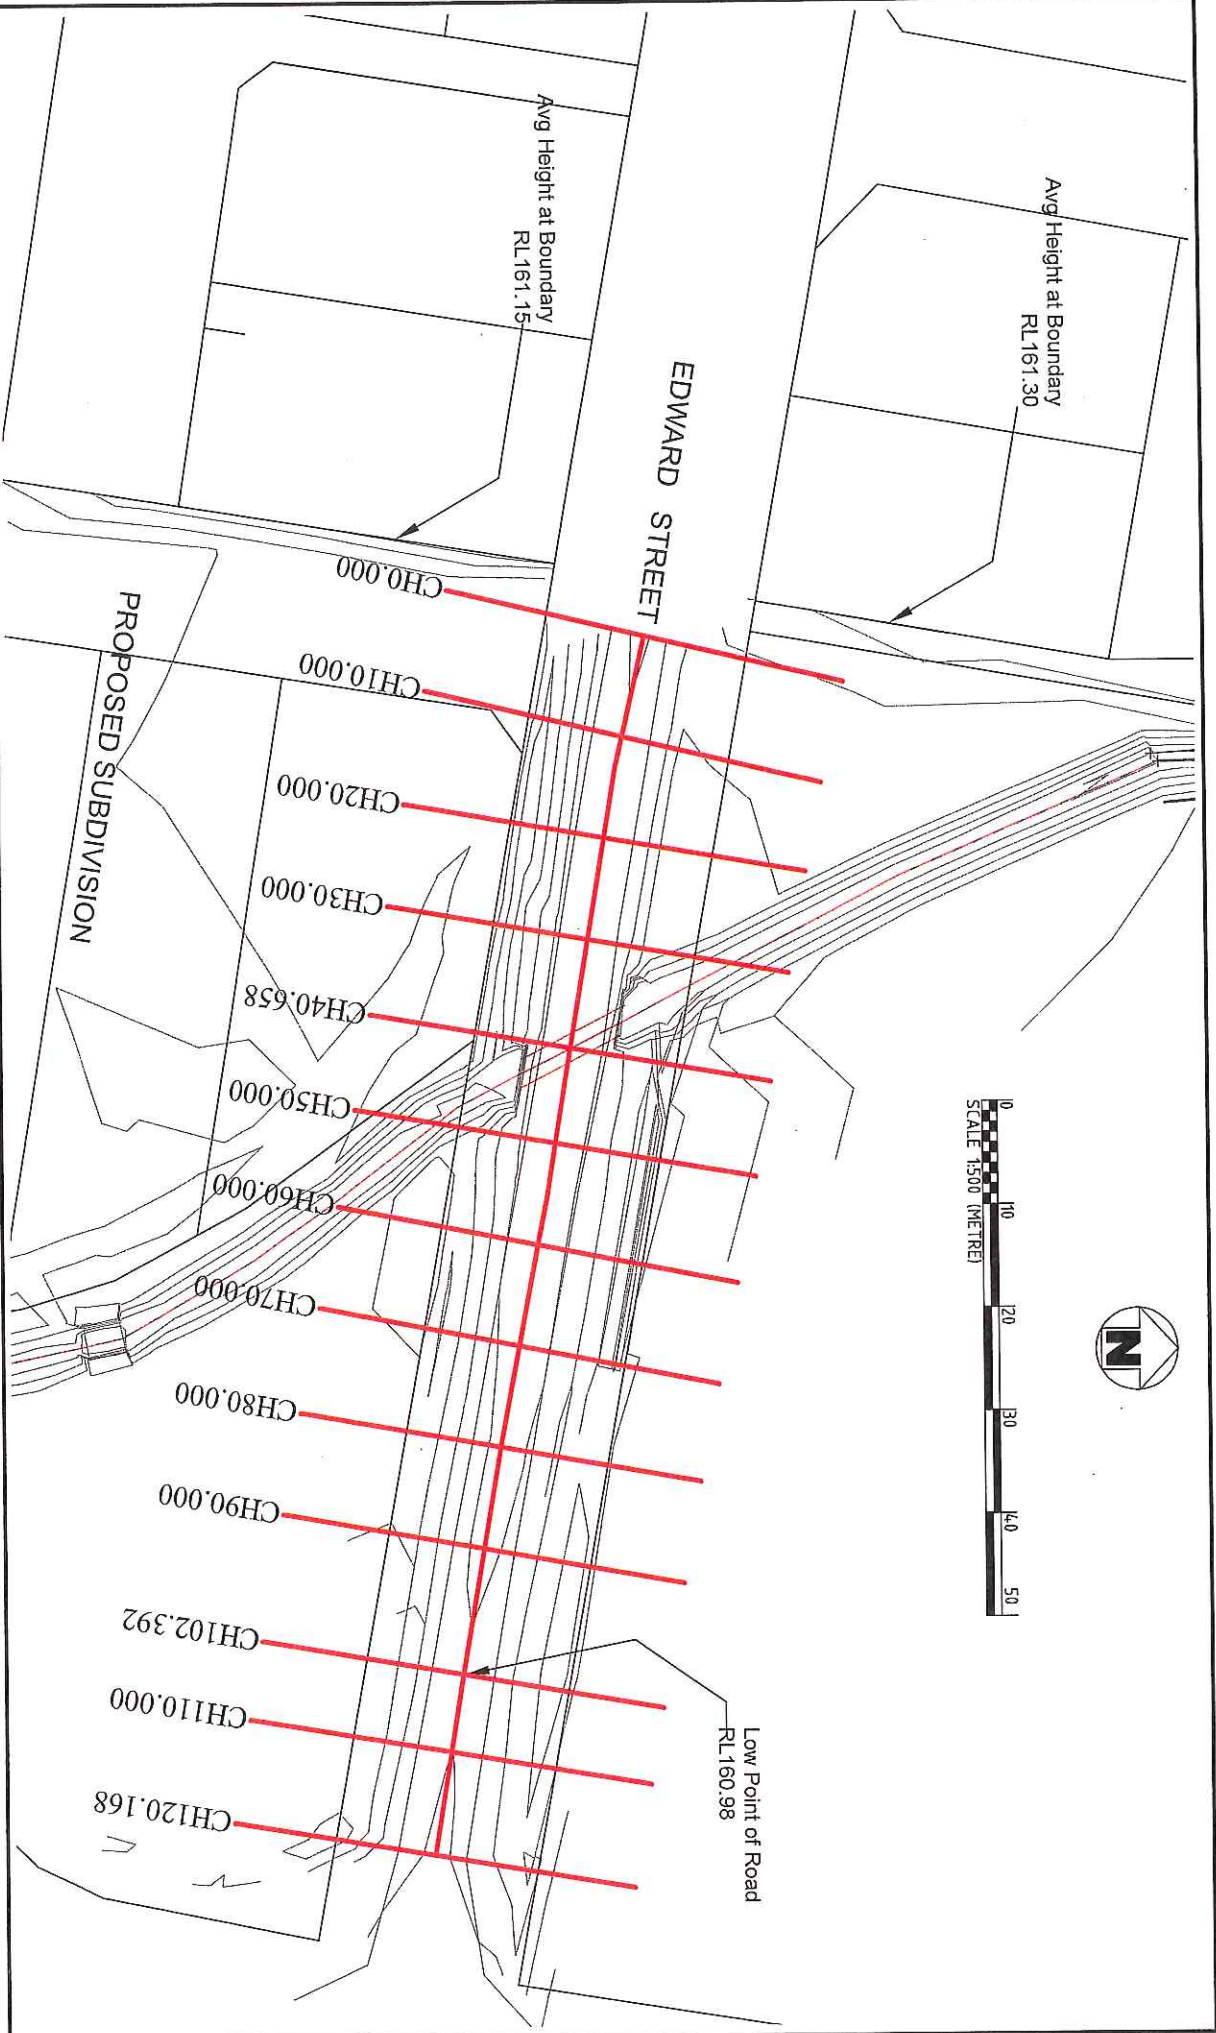 Avg Height at Boundary
RL161.15
Avg Height at Boundary
RL161.30
EDWARD STREET
PROPOSED SUBDIVISION
CH0.000
CH10.000
CH20.000
CH30.000
CH40.658
CH50.000
CH60.000
CH70.000
CH80.000
CH90.000
CH102.392
CH110.000
CH120.168
0 10 20 30 40 50
SCALE 1:500 (METRE)
N
Low Point of Road
RL160.98